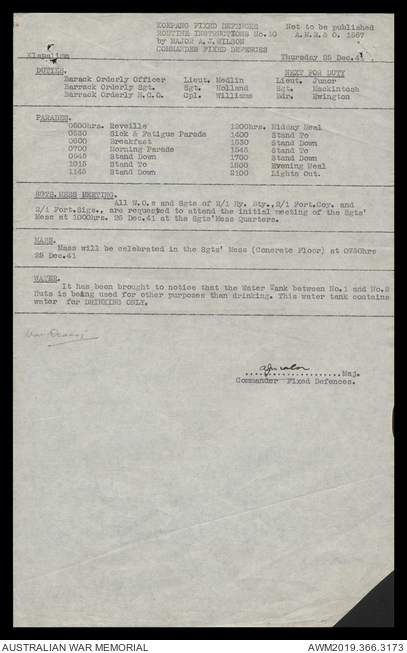 KOEPANG FIXED DEFENCES Not to be published
ROUTINE INSTRUCTIONS No.10 A.M.R.& O. 1587
by MAJOR A.J.WILSON
COMMANDER FIXED DEFENCIES
Klapalima Thursday 25 Dec.41
DUTIES. NEXT FOR DUTY
Barack Orderly Officer Lieut. Medlin Lieut. Junor
Barrack Orderly Sgt. Sgt. Holland Sgt. Mackintosh
Barrack Orderly N.C.O. Cpl. Williams Bdr. Ewington
PARADES.
0500hrs. Reveille 1200hrs. Midday Meal
0530 Sick & Fatigue Parade 1400 Stand To
0600 Breakfast 1530 Stand Down
0700 Morning Parade 1545 Stand To
0945 Stand Down 1700 Stand Down
1015 Stand To 1800 Evening Meal
1145 Stand Down 2100 Lights Out.
SGTS.MESS MEETING.
All W.O.s and Sgts of 2/1 Hy. Bty.,2/1 Fort.Coy. and
2/1 Fort.Sigs., are requested to attend the initial meeting of the Sgts'
Mess at 1000hrs. 26 Dec.41 at the Sgts'Mess Quarters.
MASS.
Mass will be celebrated in the Sgts' Mess (Concrete Floor) at 0730hrs
25 Dec.41
WATER.
It has been brought to notice that the Water Tank between No.1 and No.2
Huts is being used for other purposes than drinking. This water tank contains
water for DRINKING ONLY.
War Diary
AJWilson
....................Maj.
Commander Fixed Defences.
AUSTRALIAN WAR MEMORIAL AWM2019.366.3173